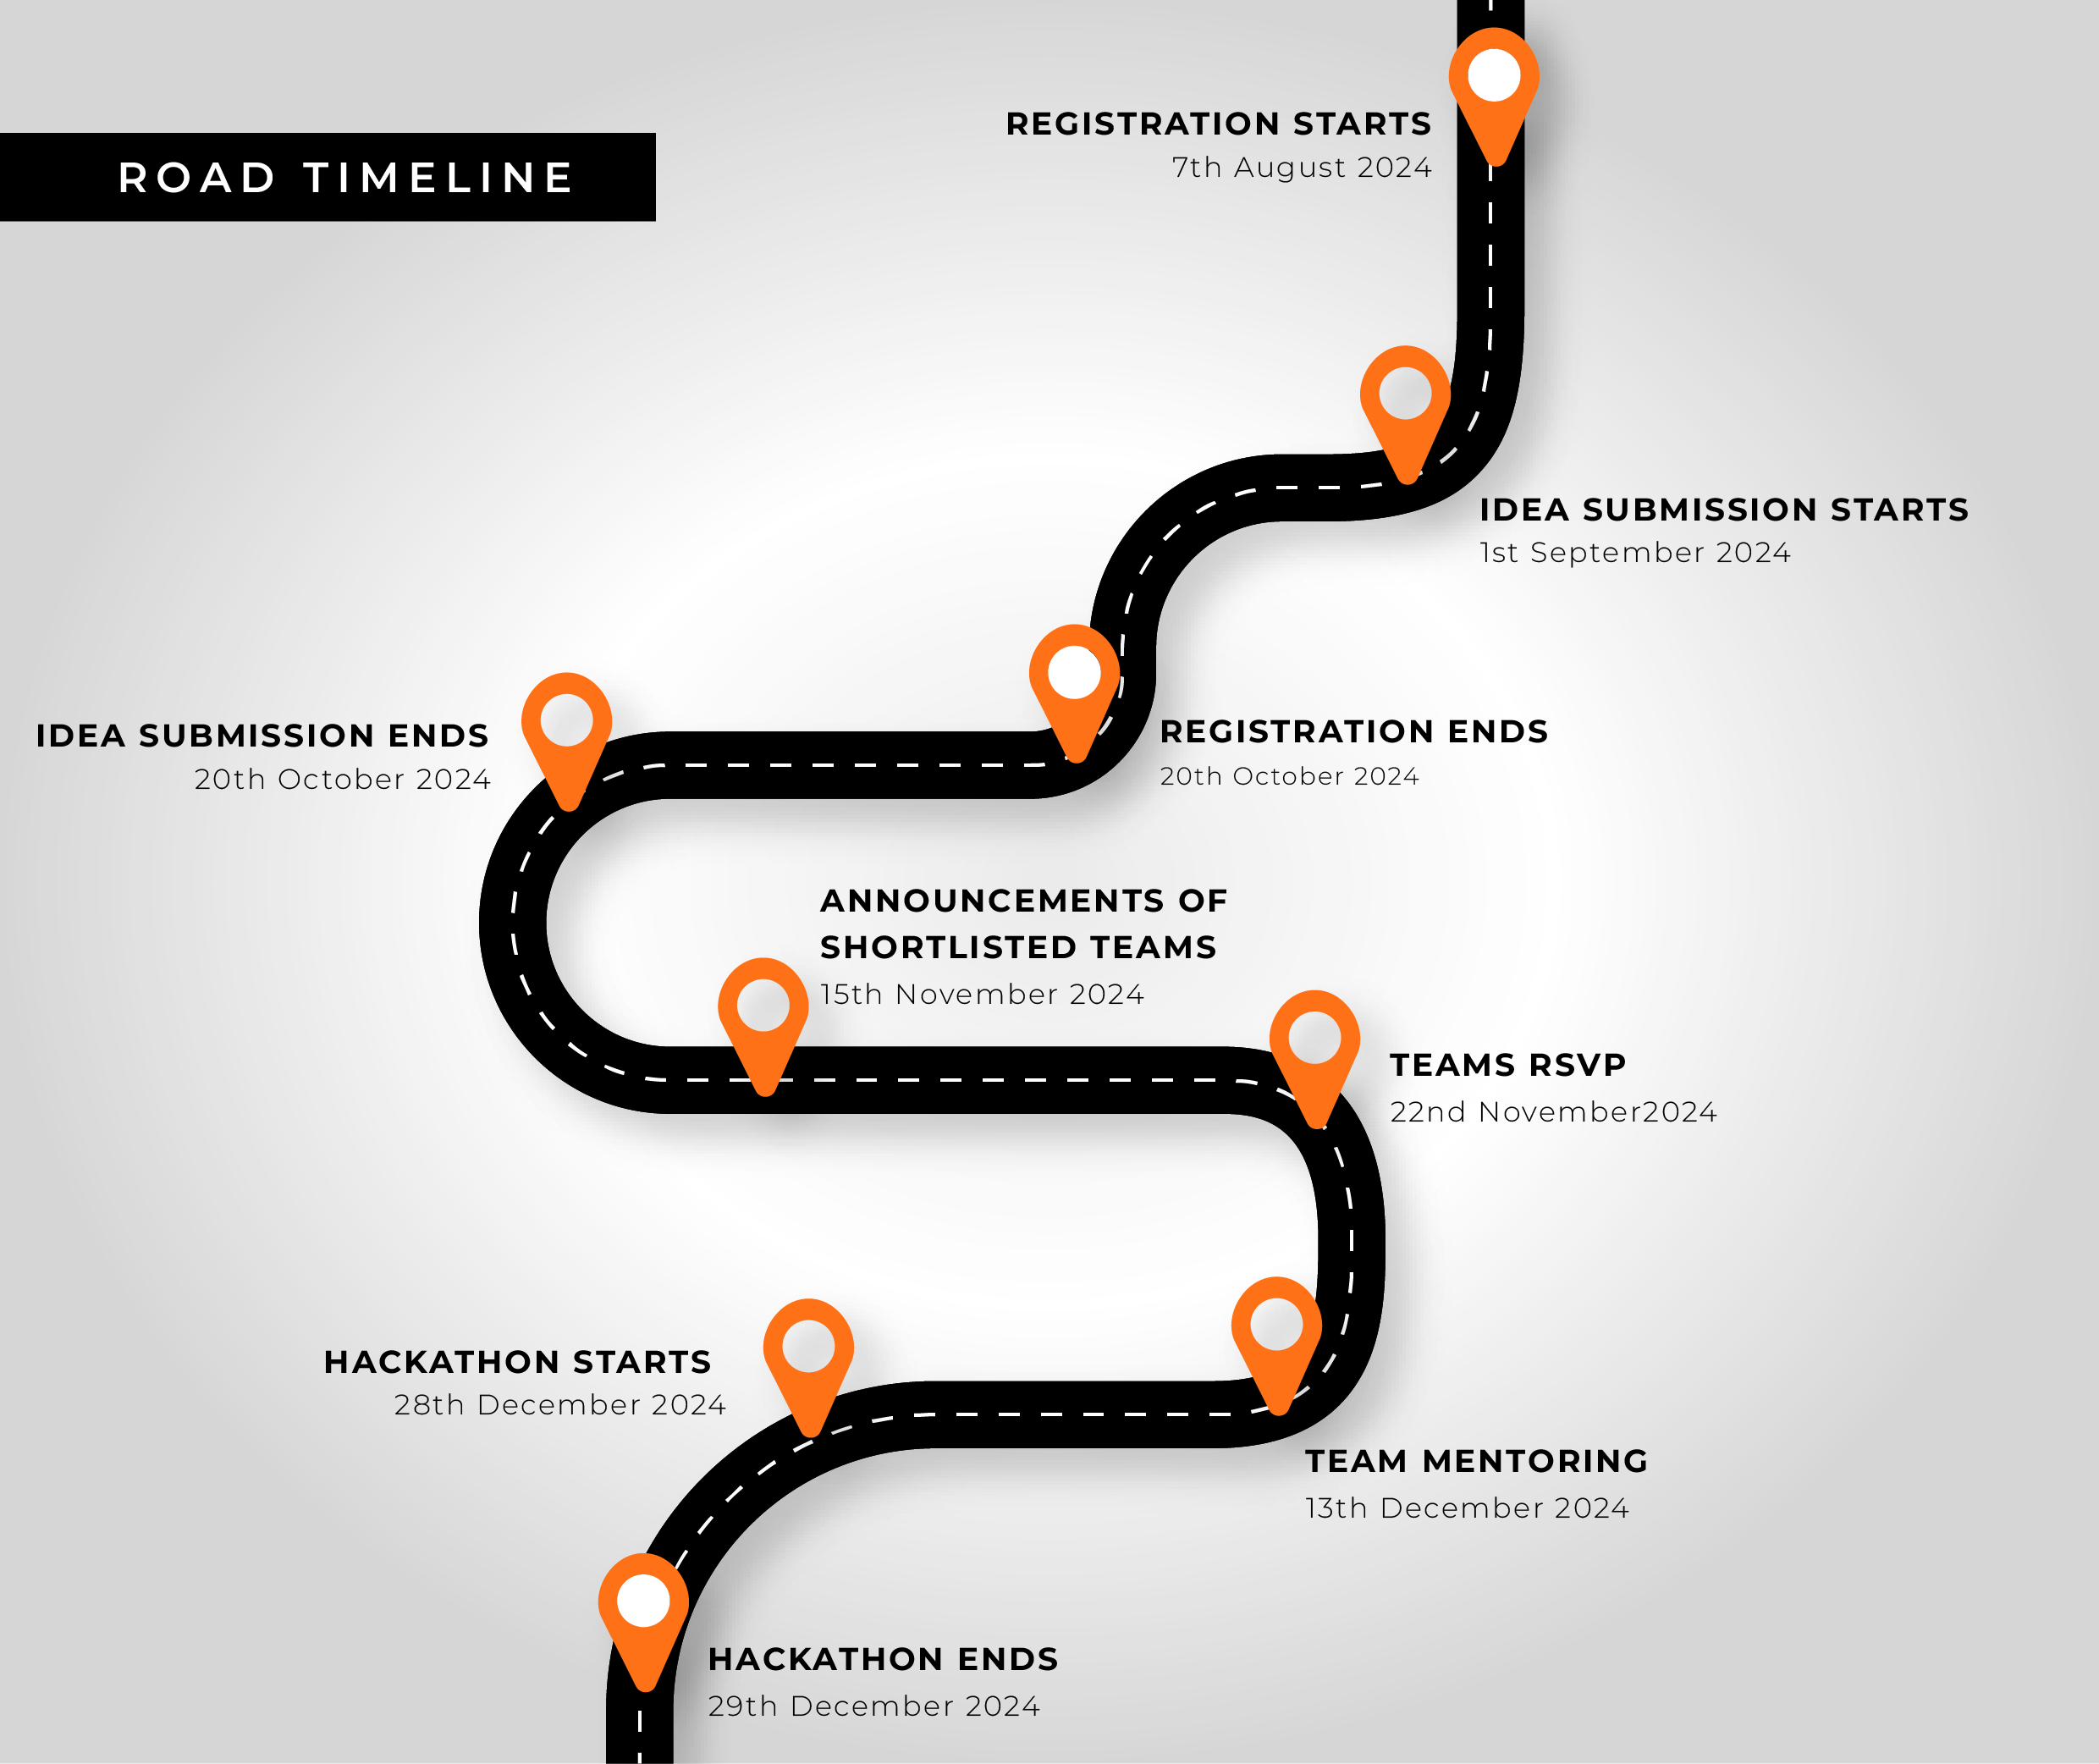 ROAD TIMELINE
REGISTRATION STARTS
7th August 2024
IDEA SUBMISSION STARTS
1st September 2024
REGISTRATION ENDS
20th October 2024
IDEA SUBMISSION ENDS
20th October 2024
ANNOUNCEMENTS OF
SHORTLISTED TEAMS
15th November 2024
TEAMS RSVP
22nd November2024
TEAM MENTORING
13th December 2024
HACKATHON STARTS
28th December 2024
HACKATHON ENDS
29th December 2024